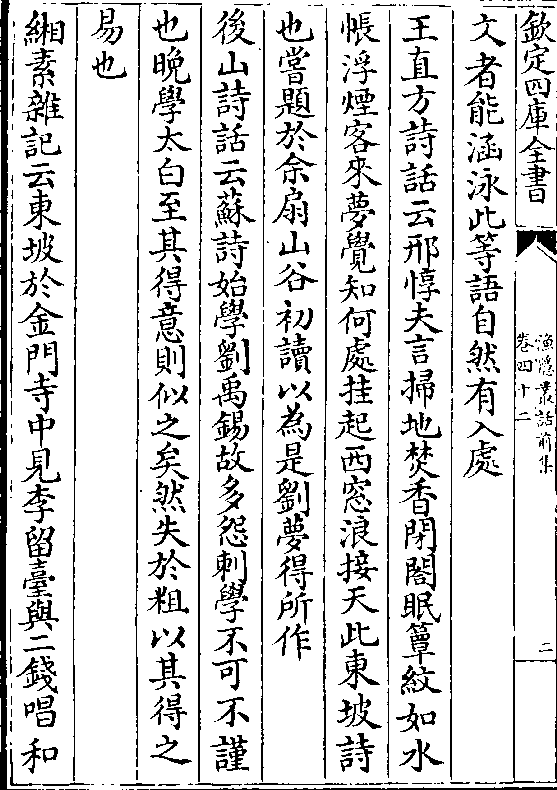 欽定四庫全書
漁隱叢話前集
卷四十二
二
文者能涵泳此等語自然有入處
王直方詩話云邢惇夫言掃地焚香閉閤眠簟紋如水
帳浮煙客來夢覺知何處挂起西窓浪接天此東坡詩
也嘗題於余扇山谷初讀以為是劉夢得所作
後山詩話云蘇詩始學劉禹錫故多怨刺學不可不謹
也晚學太白至其得意則似之矣然失於粗以其得之
易也
緗素雜記云東坡於金門寺中見李留臺與二錢唱和